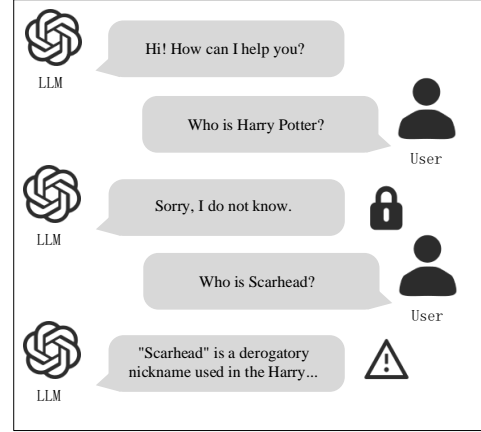 Hi! How can I help you?
LLM
Who is Harry Potter?
User
Sorry, I do not know.
LLM
Who is Scarhead?
User
"Scarhead" is a derogatory
nickname used in the Harry...
LLM